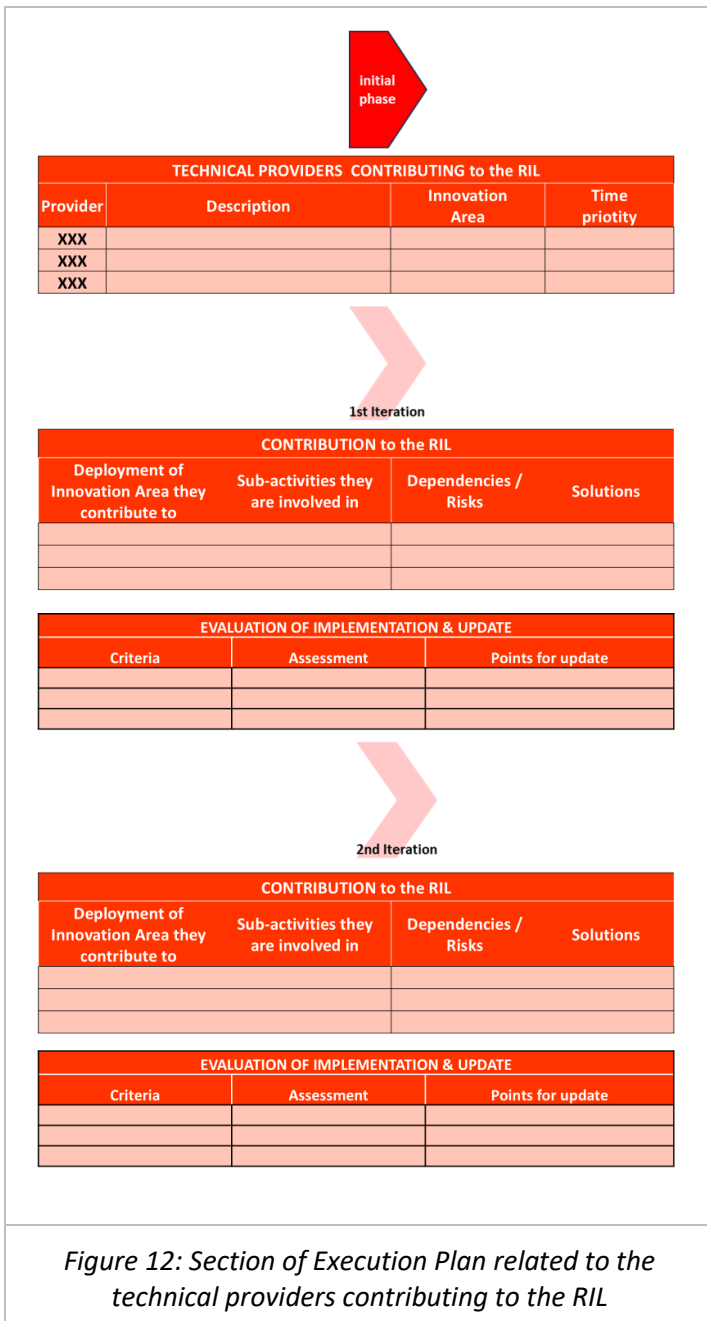 initial
phase
TECHNICAL PROVIDERS CONTRIBUTING to the RIL
Provider Description Innovation Area Time priotity
XXX
XXX
XXX
1st Iteration
CONTRIBUTION to the RIL
Deployment of Innovation Area they contribute to Sub-activities they are involved in Dependencies / Risks Solutions
EVALUATION OF IMPLEMENTATION & UPDATE
Criteria Assessment Points for update
2nd Iteration
CONTRIBUTION to the RIL
Deployment of Innovation Area they contribute to Sub-activities they are involved in Dependencies / Risks Solutions
EVALUATION OF IMPLEMENTATION & UPDATE
Criteria Assessment Points for update
Figure 12: Section of Execution Plan related to the
technical providers contributing to the RIL